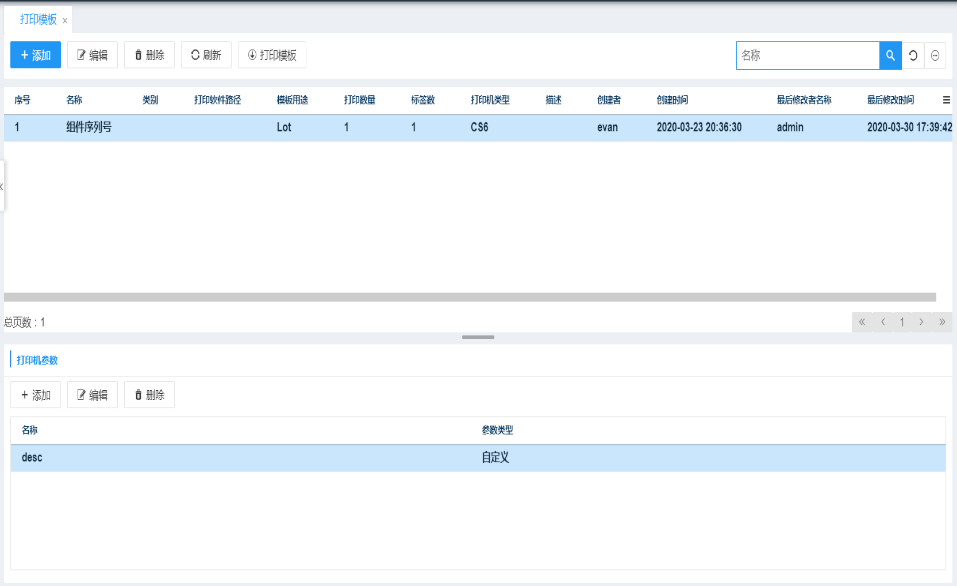 打印模板 x
+ 添加 编辑 删除 刷新 打印模板 名称
序号 名称 类别 打印软件路径 模板用途 打印数量 标签数 打印机类型 描述 创建者 创建时间 最后修改者名称 最后修改时间
1 组件序列号 Lot 1 1 CS6 evan 2020-03-23 20:36:30 admin 2020-03-30 17:39:42
总页数 : 1 « ‹ 1 › »
打印机参数
+ 添加 编辑 删除
名称 参数类型
desc 自定义